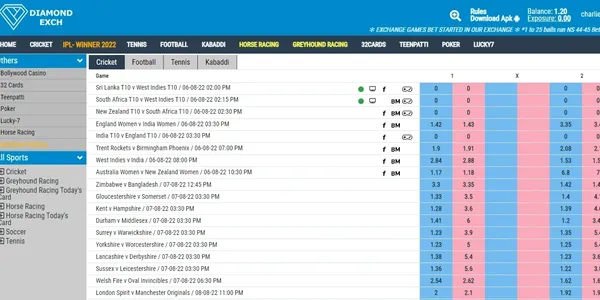 DIAMOND
EXCH
Rules
Download Apk
Balance: 1.20
Exposure: 0.00
charlie
* EXCHANGE GAMES BET STARTED IN OUR EXCHANGE * *1 to 25 balls run NS 44-45 Bet
HOME CRICKET IPL- WINNER 2022 TENNIS FOOTBALL KABADDI HORSE RACING GREYHOUND RACING 32CARDS TEENPATTI POKER LUCKY7
thers
Bollywood Casino
32 Cards
Teenpatti
Poker
Lucky-7
Horse Racing
ll Sports
Cricket
Greyhound Racing
Greyhound Racing Today's
Card
Horse Racing
Horse Racing Today's
Card
Soccer
Tennis
Cricket Football Tennis Kabaddi
Game 1 X 2
Sri Lanka T10 v West Indies T10 / 06-08-22 02:00 PM f 0 0 0 0
South Africa T10 v West Indies T10 / 06-08-22 02:15 PM f BM 0 0 0 0
New Zealand T10 v South Africa T10 / 06-08-22 02:30 PM f BM 0 0 0 0
England Women v India Women / 06-08-22 03:30 PM f BM 1.42 1.43 3.35 3.
India T10 v England T10 / 06-08-22 03:30 PM f 0 0 0 0
Trent Rockets v Birmingham Phoenix / 06-08-22 07:00 PM f BM 1.9 1.91 2.08 2.
West Indies v India / 06-08-22 08:00 PM f BM 2.84 2.88 1.53 1.5
Australia Women v New Zealand Women / 06-08-22 10:30 PM f BM 1.17 1.18 6.8 7
Zimbabwe v Bangladesh / 07-08-22 12:45 PM 3.3 3.35 1.42 1.4
Gloucestershire v Somerset / 07-08-22 03:30 PM 1.33 3.5 1.4 4.
Kent v Hampshire / 07-08-22 03:30 PM 1.39 4.1 1.32 3.5
Durham v Middlesex / 07-08-22 03:30 PM 1.41 6 1.2 3.4
Surrey v Warwickshire / 07-08-22 03:30 PM 1.23 3.9 1.35 5.4
Yorkshire v Worcestershire / 07-08-22 03:30 PM 1.23 5 1.25 5.4
Lancashire v Derbyshire / 07-08-22 03:30 PM 1.38 5.4 1.23 3.6
Sussex v Leicestershire / 07-08-22 03:30 PM 1.36 5.6 1.22 3.8
Welsh Fire v Oval Invincibles / 07-08-22 06:30 PM 2.54 2.62 1.62 1.6
London Spirit v Manchester Originals / 08-08-22 11:00 PM 2 2.1 1.92 1.9